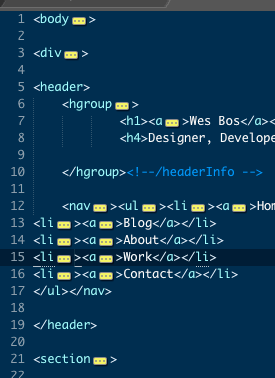 1 <body…>
2
3 <div…>
4
5 <header>
6 <hgroup…>
7 <h1><a…>Wes Bos</a><
8 <h4>Designer, Develope
9
10 </hgroup><!--/headerInfo -->
11
12 <nav…><ul…><li…><a…>Hom
13 <li…><a…>Blog</a></li>
14 <li…><a…>About</a></li>
15 <li…><a…>Work</a></li>
16 <li…><a…>Contact</a></li>
17 </ul></nav>
18
19 </header>
20
21 <section…>
22